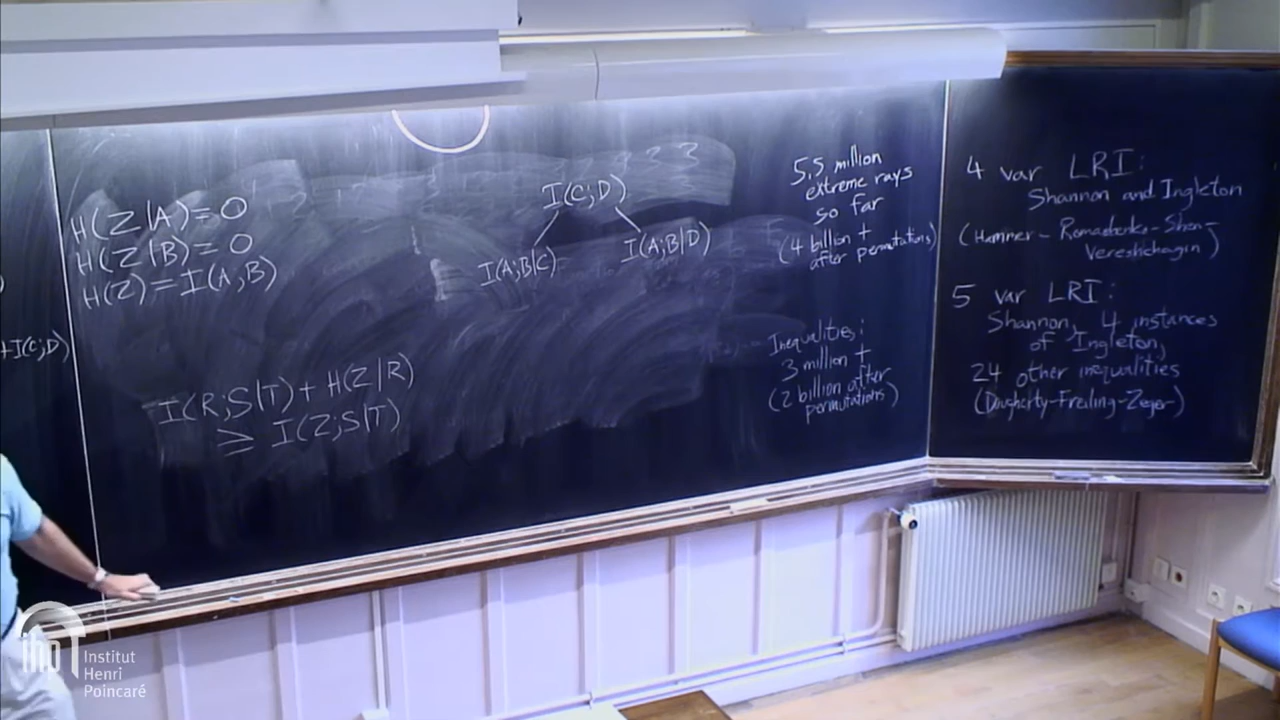 +I(C;D)
H(Z|A)=0
H(Z|B)=0
H(Z)=I(A;B)
I(R;S|T)+H(Z|R)
≥ I(Z;S|T)
I(C;D)
I(A;B|C)
I(A;B|D)
5.5 million
extreme rays
so far
(4 billion +
after permutations)
Inequalities:
3 million +
(2 billion after
permutations)
4 var LRI:
Shannon and Ingleton
(Hammer-Romashenko-Shen-
Vereshchagin)
5 var LRI:
Shannon, 4 instances
of Ingleton,
24 other inequalities
(Dougherty-Freiling-Zeger)
Institut
Henri
Poincaré